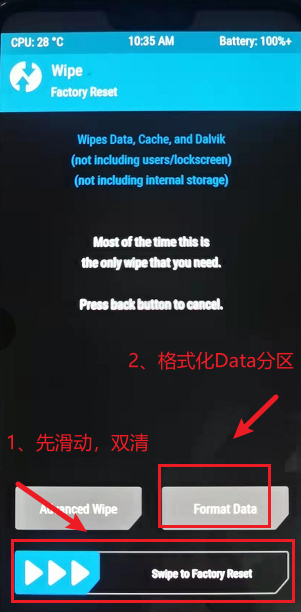 CPU: 28 °C 10:35 AM Battery: 100%+
Wipe
Factory Reset
Wipes Data, Cache, and Dalvik
(not including users/lockscreen)
(not including internal storage)
Most of the time this is
the only wipe that you need.
Press back button to cancel.
2、格式化Data分区
1、先滑动，双清
Advanced Wipe Format Data
Swipe to Factory Reset